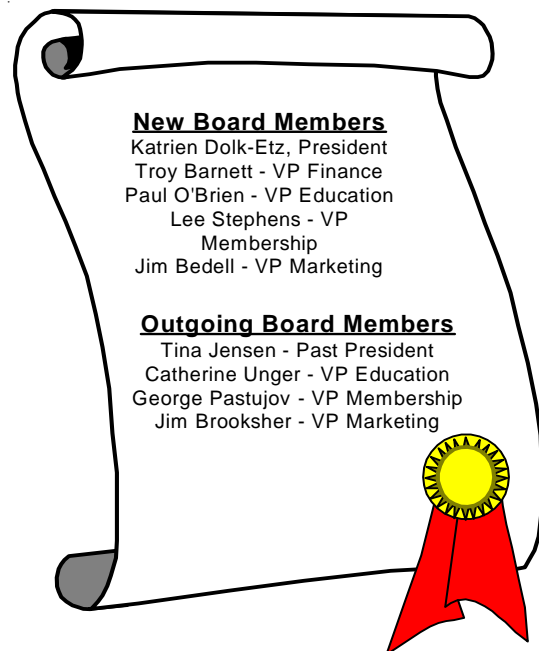 New Board Members
Katrien Dolk-Etz, President
Troy Barnett - VP Finance
Paul O'Brien - VP Education
Lee Stephens - VP
Membership
Jim Bedell - VP Marketing
Outgoing Board Members
Tina Jensen - Past President
Catherine Unger - VP Education
George Pastujov - VP Membership
Jim Brooksher - VP Marketing